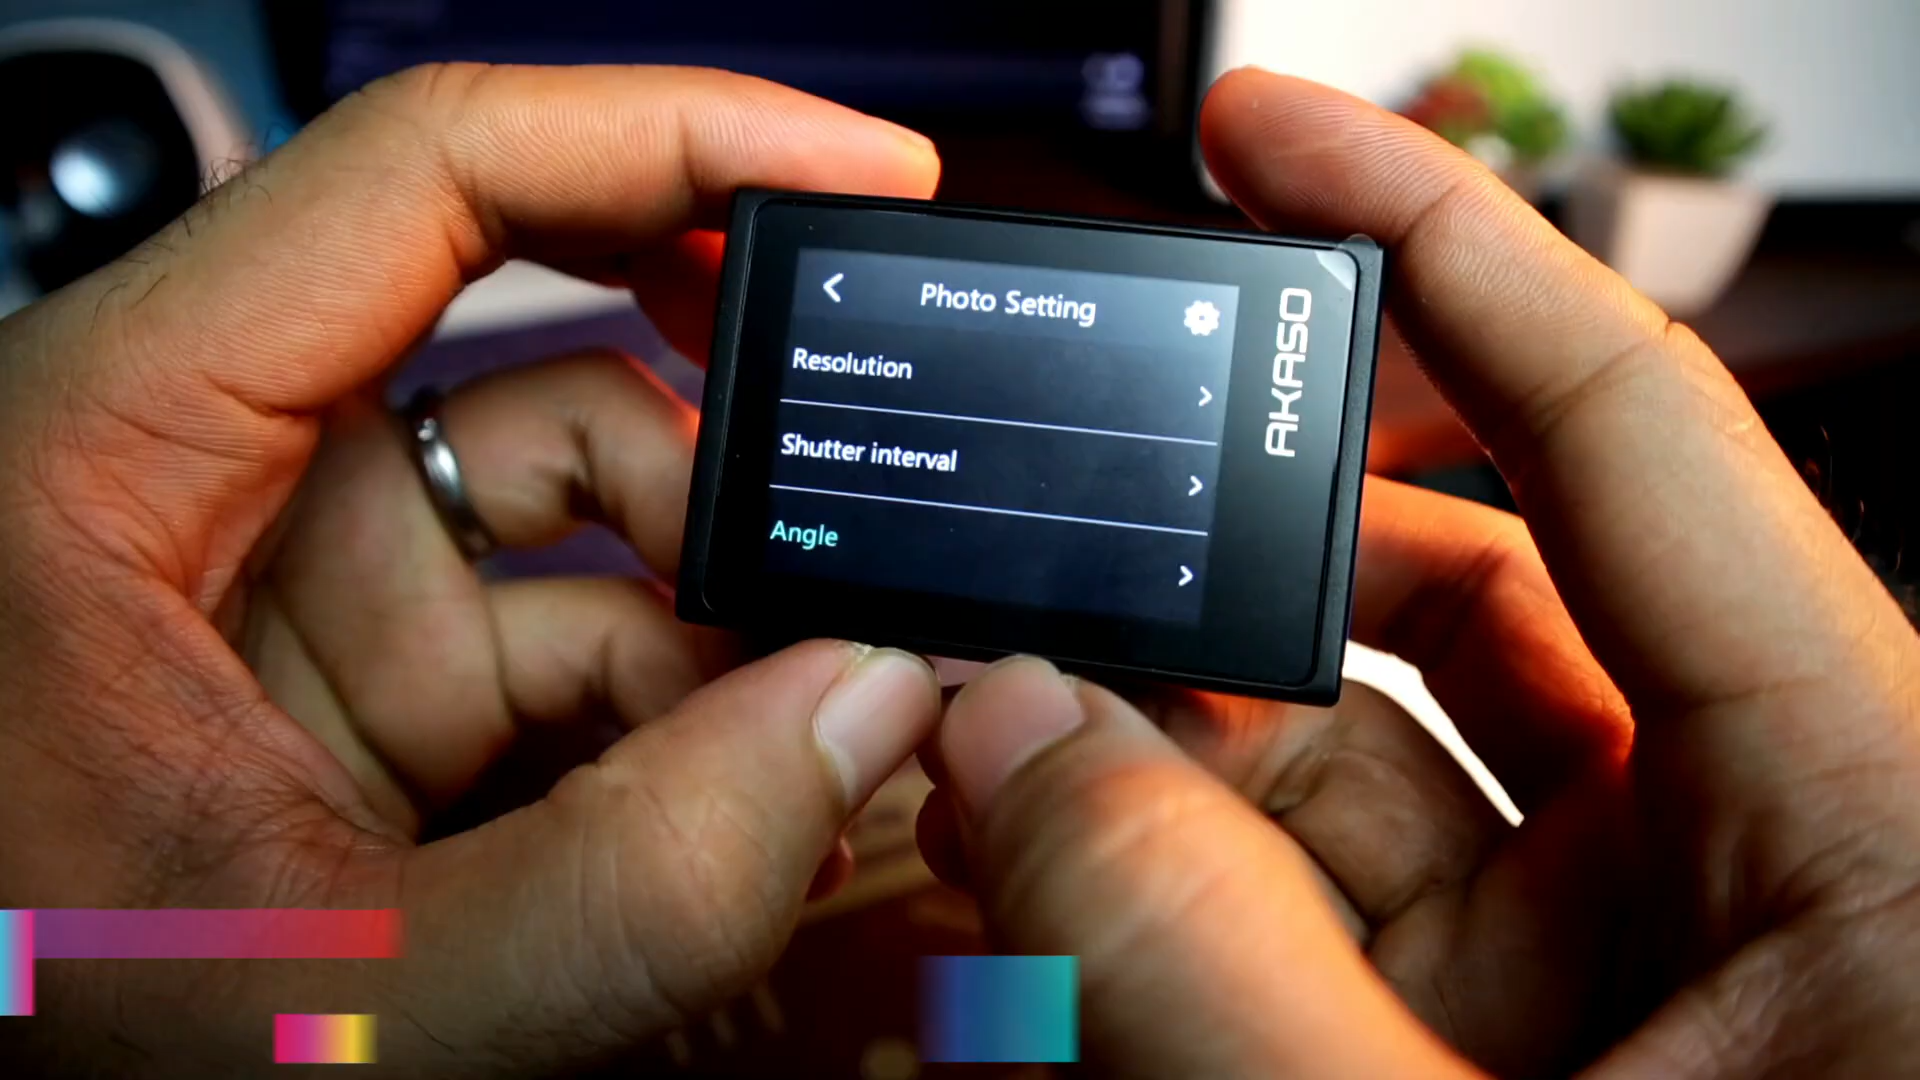 Photo Setting
Resolution
Shutter interval
Angle
AKASO